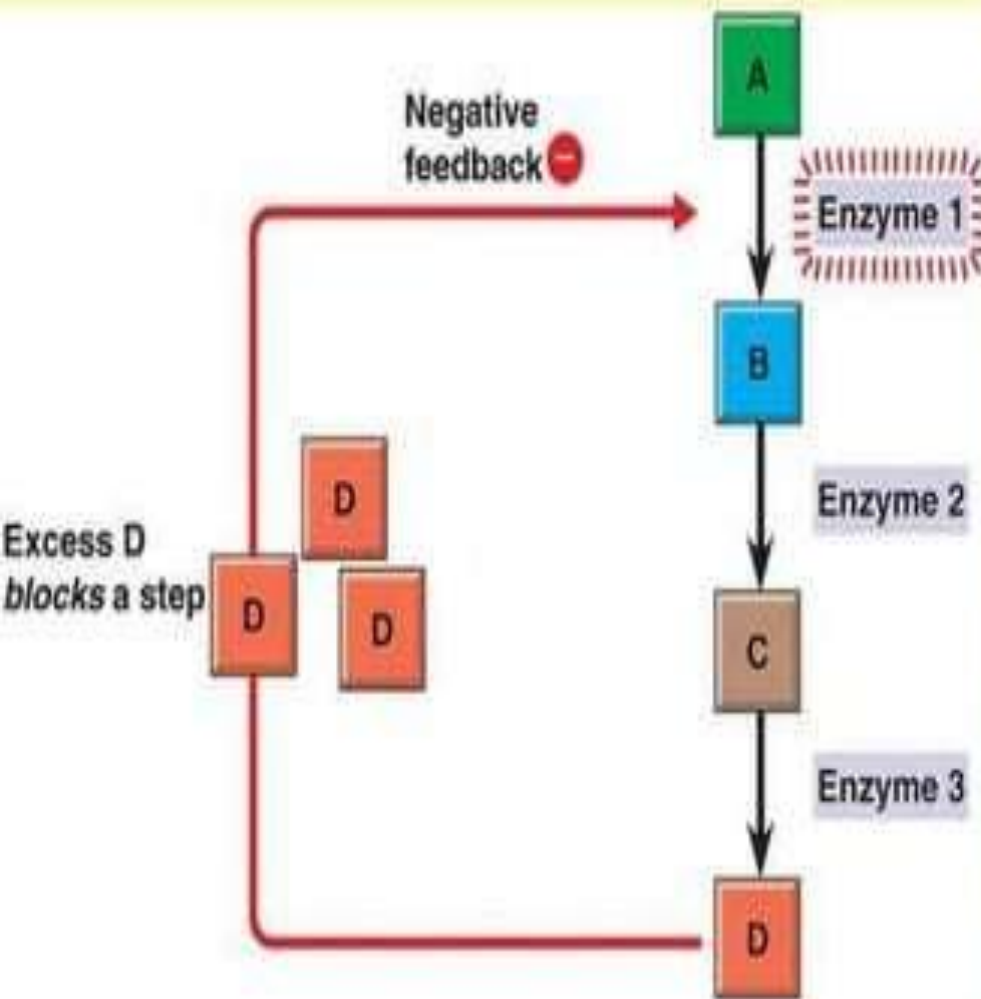 A
Negative
feedback
−
Enzyme 1
B
D
Enzyme 2
Excess D
blocks a step
D
D
C
Enzyme 3
D